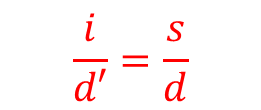 i/d′ = s/d